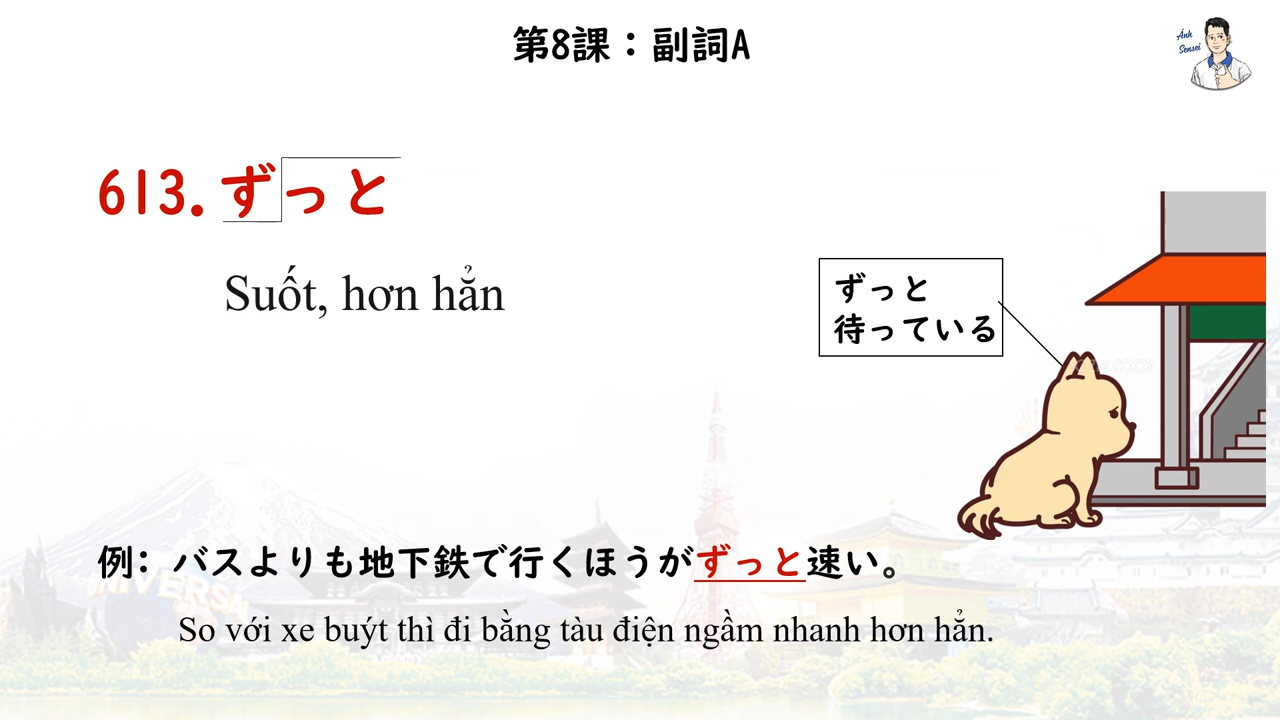 第8課：副詞A
Ánh
Sensei
613. ずっと
Suốt, hơn hẳn
ずっと
待っている
例: バスよりも地下鉄で行くほうがずっと速い。
So với xe buýt thì đi bằng tàu điện ngầm nhanh hơn hẳn.